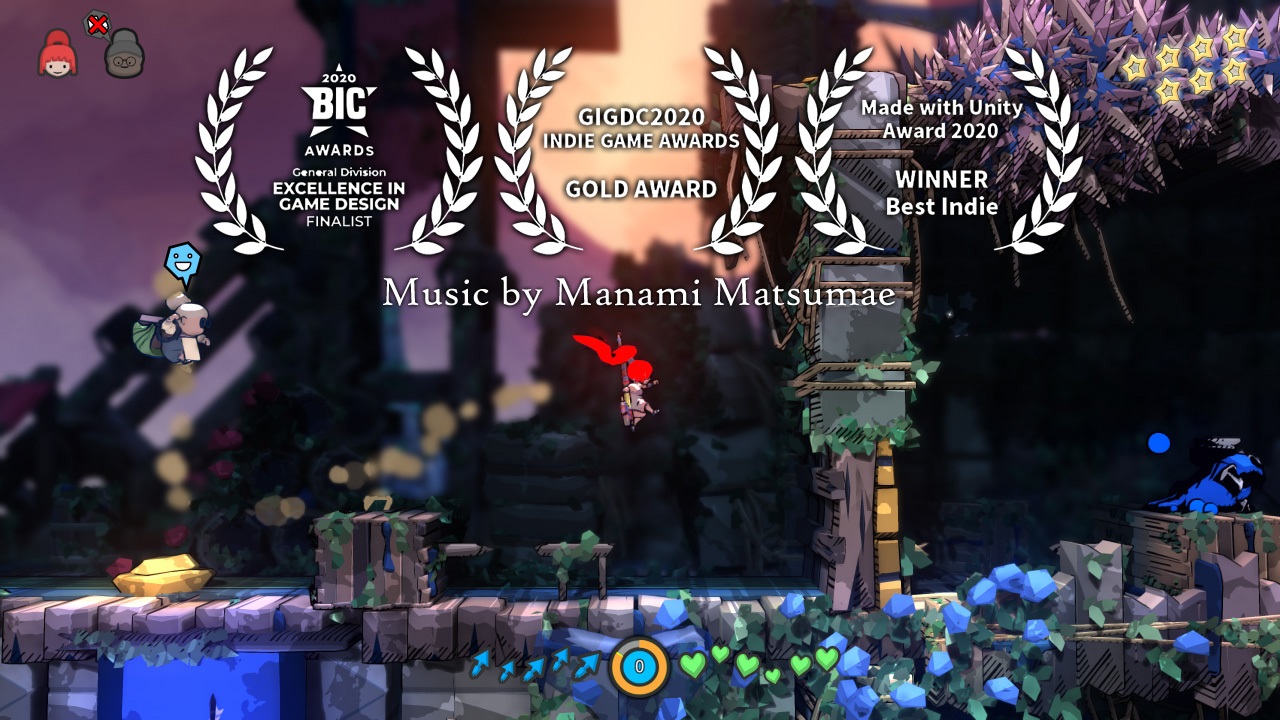 2020
BIC
AWARDS
General Division
EXCELLENCE IN
GAME DESIGN
FINALIST
GIGDC2020
INDIE GAME AWARDS
GOLD AWARD
Made with Unity
Award 2020
WINNER
Best Indie
Music by Manami Matsumae
0